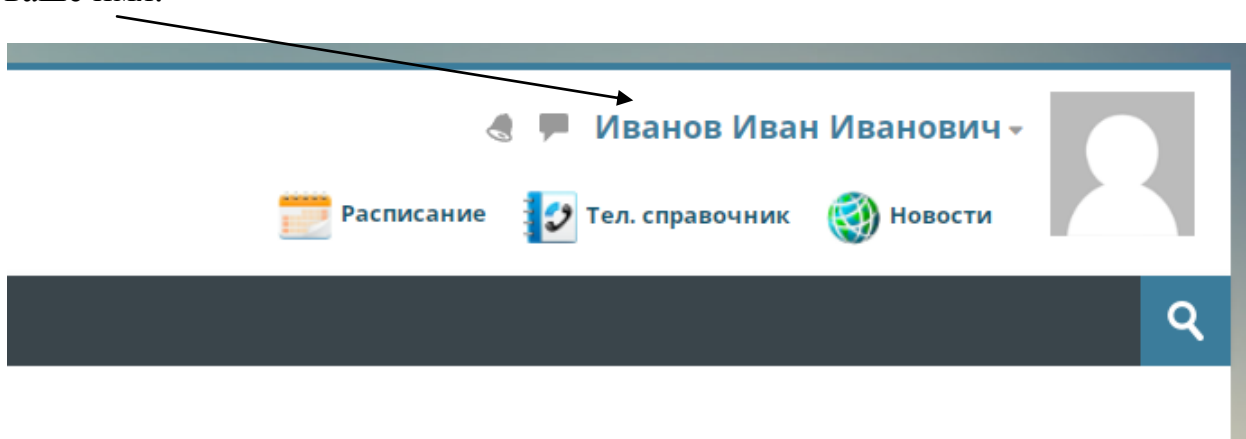 Иванов Иван Иванович
Расписание
Тел. справочник
Новости